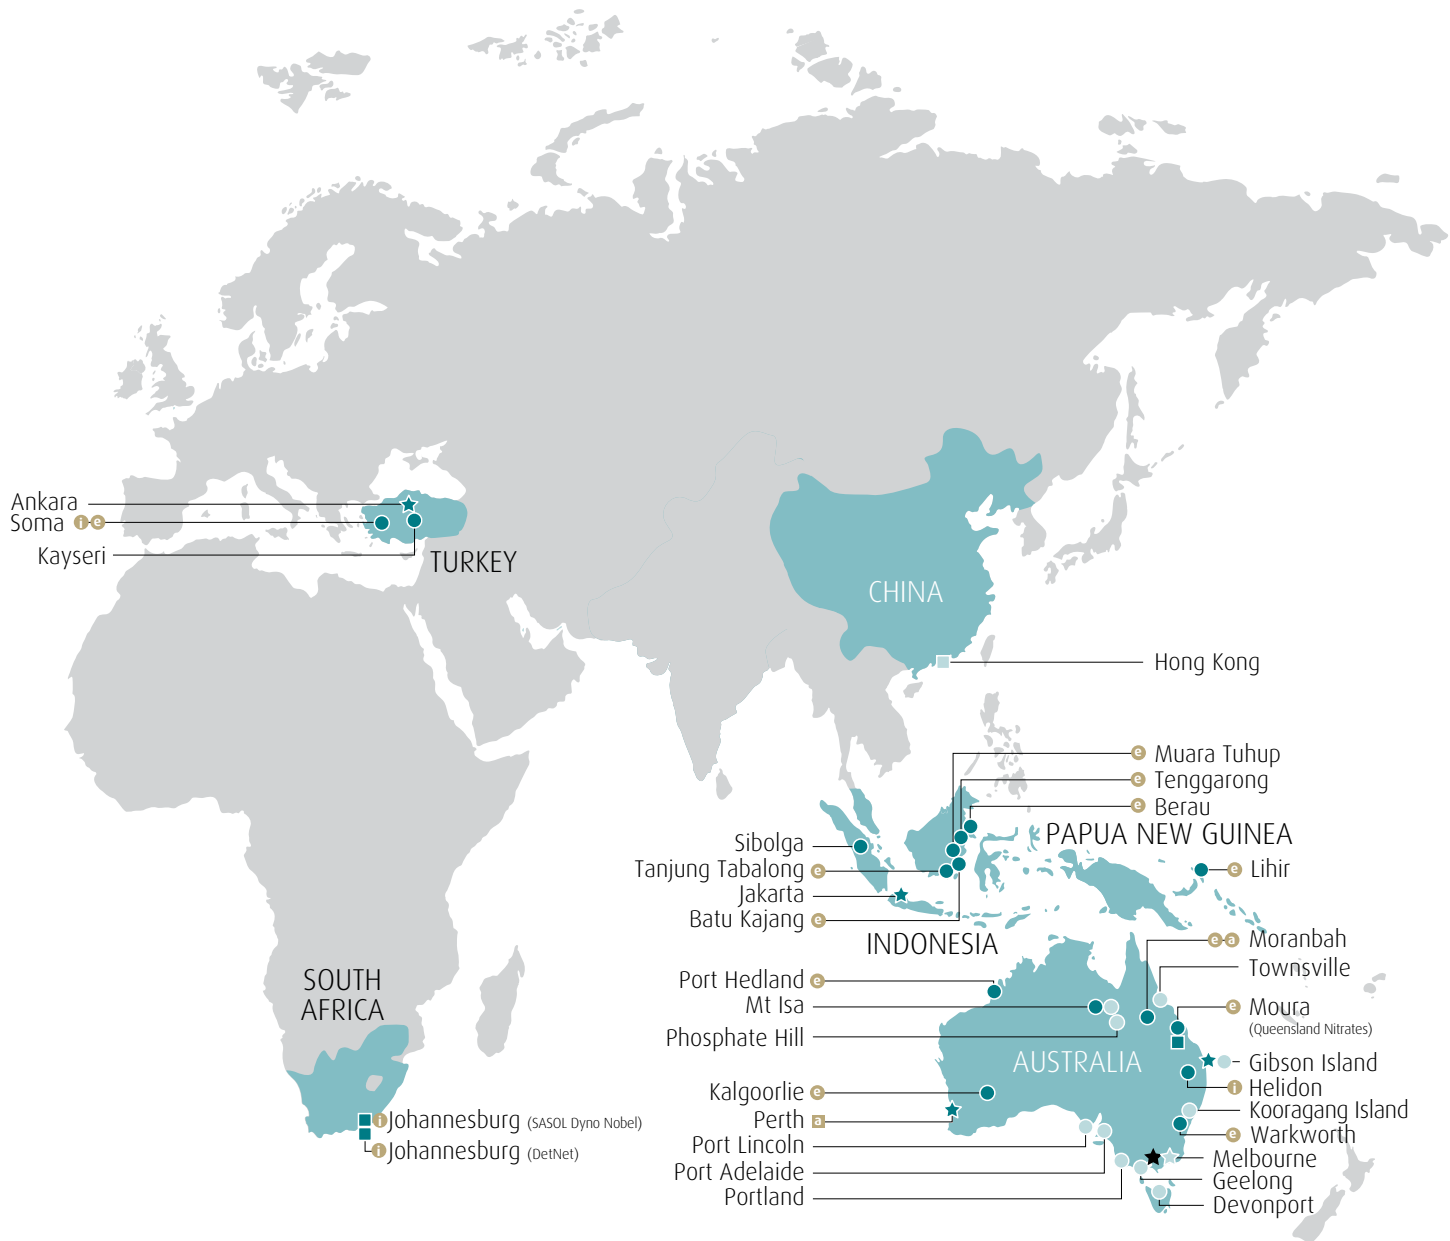 Ankara
Soma i e
Kayseri
TURKEY
CHINA
Hong Kong
e Muara Tuhup
e Tenggarong
e Berau
PAPUA NEW GUINEA
Sibolga
Tanjung Tabalong e
Jakarta
Batu Kajang e
e Lihir
INDONESIA
SOUTH
AFRICA
Johannesburg (SASOL Dyno Nobel) i
Johannesburg (DetNet) i
Port Hedland e
Mt Isa
Phosphate Hill
AUSTRALIA
Kalgoorlie e
Perth a
Port Lincoln
Port Adelaide
Portland
e a Moranbah
Townsville
e Moura
(Queensland Nitrates)
Gibson Island
i Helidon
Kooragang Island
e Warkworth
Melbourne
Geelong
Devonport